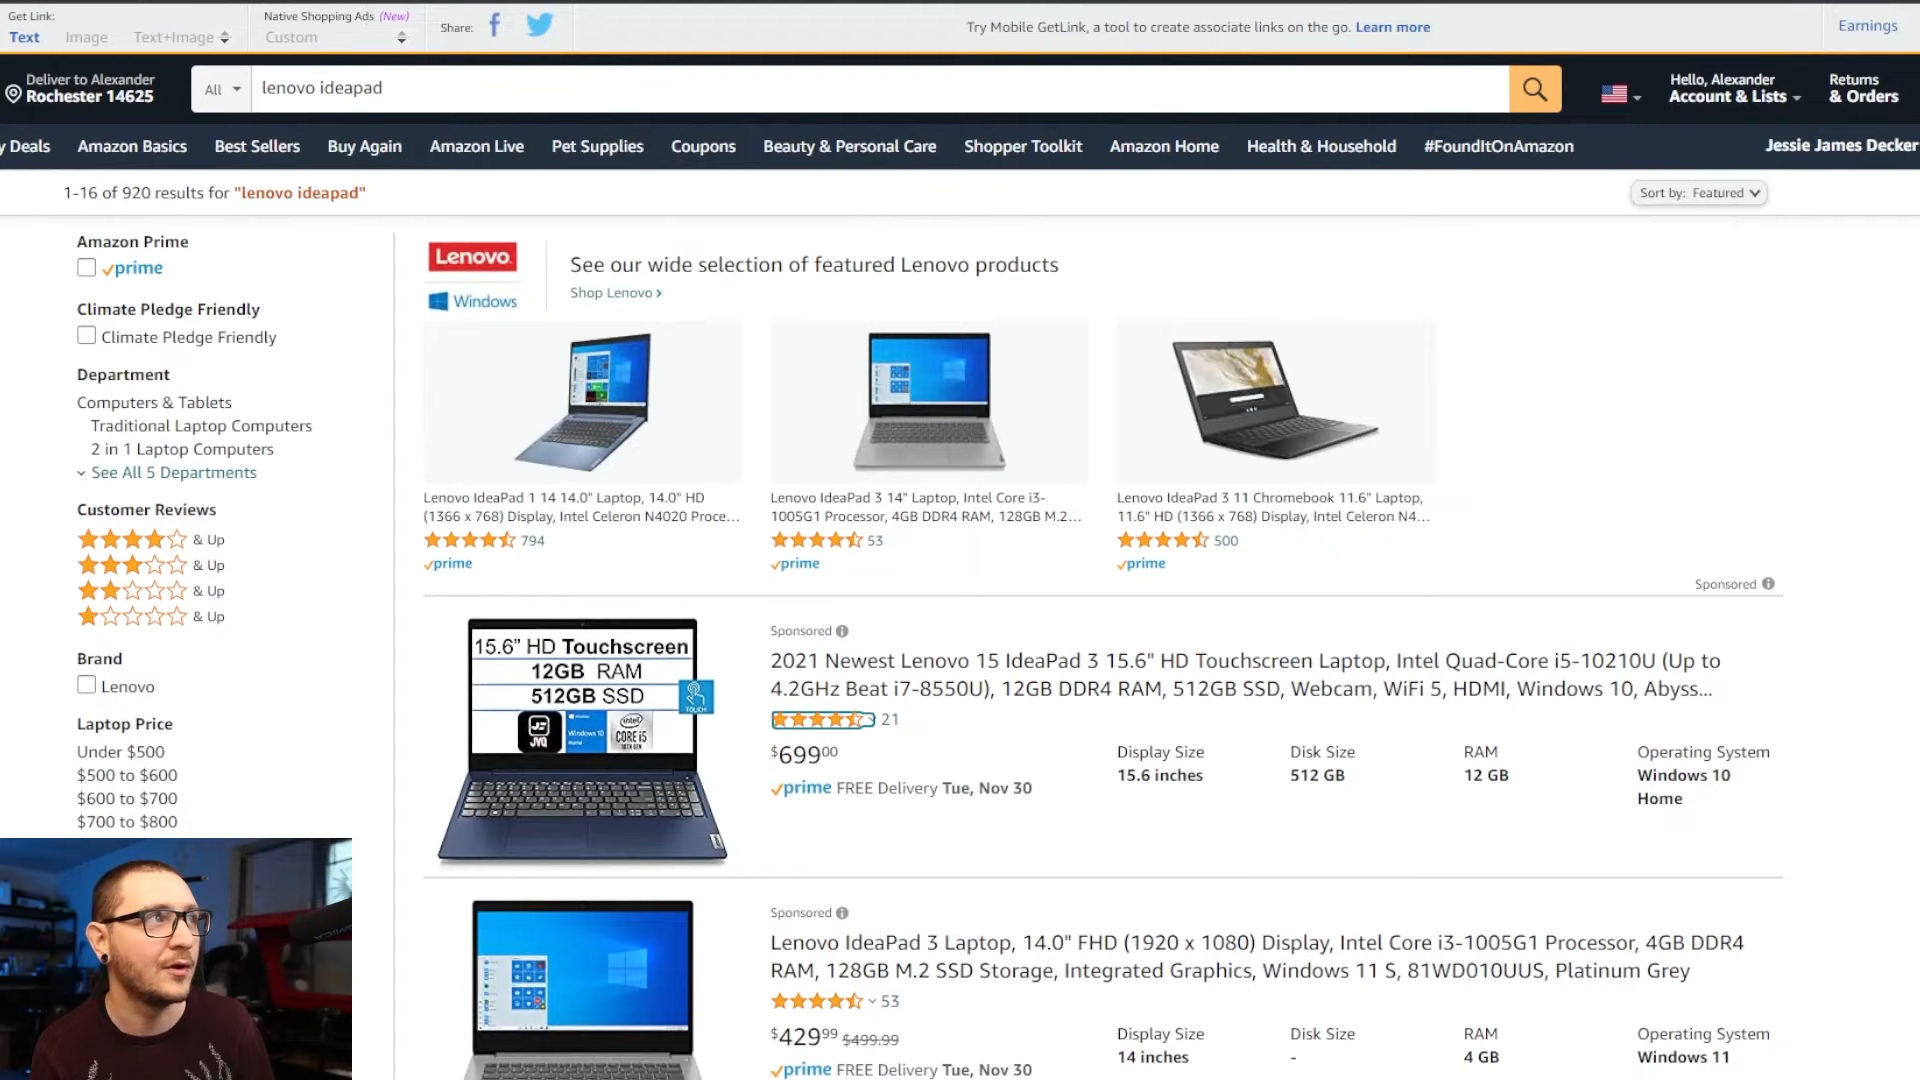 Get Link:
Text Image Text+Image
Native Shopping Ads (New)
Custom
Share:
Try Mobile GetLink, a tool to create associate links on the go. Learn more
Earnings
Deliver to Alexander
Rochester 14625
All
lenovo ideapad
Hello, Alexander
Account & Lists
Returns
& Orders
y Deals Amazon Basics Best Sellers Buy Again Amazon Live Pet Supplies Coupons Beauty & Personal Care Shopper Toolkit Amazon Home Health & Household #FoundItOnAmazon Jessie James Decker
1-16 of 920 results for "lenovo ideapad"
Sort by: Featured
Amazon Prime
prime
Climate Pledge Friendly
Climate Pledge Friendly
Department
Computers & Tablets
Traditional Laptop Computers
2 in 1 Laptop Computers
See All 5 Departments
Customer Reviews
& Up
& Up
& Up
& Up
Brand
Lenovo
Laptop Price
Under $500
$500 to $600
$600 to $700
$700 to $800
Lenovo
Windows
See our wide selection of featured Lenovo products
Shop Lenovo ›
Lenovo IdeaPad 1 14 14.0" Laptop, 14.0" HD
(1366 x 768) Display, Intel Celeron N4020 Proce...
794
prime
Lenovo IdeaPad 3 14" Laptop, Intel Core i3-
1005G1 Processor, 4GB DDR4 RAM, 128GB M.2...
53
prime
Lenovo IdeaPad 3 11 Chromebook 11.6" Laptop,
11.6" HD (1366 x 768) Display, Intel Celeron N4...
500
prime
Sponsored
15.6” HD Touchscreen
12GB RAM
512GB SSD
TOUCH
JVQ
Windows 10
Home
intel
CORE i5
10TH GEN
Sponsored
2021 Newest Lenovo 15 IdeaPad 3 15.6" HD Touchscreen Laptop, Intel Quad-Core i5-10210U (Up to
4.2GHz Beat i7-8550U), 12GB DDR4 RAM, 512GB SSD, Webcam, WiFi 5, HDMI, Windows 10, Abyss...
21
$69900
prime FREE Delivery Tue, Nov 30
Display Size
15.6 inches
Disk Size
512 GB
RAM
12 GB
Operating System
Windows 10
Home
Sponsored
Lenovo IdeaPad 3 Laptop, 14.0" FHD (1920 x 1080) Display, Intel Core i3-1005G1 Processor, 4GB DDR4
RAM, 128GB M.2 SSD Storage, Integrated Graphics, Windows 11 S, 81WD010UUS, Platinum Grey
53
$42999 $499.99
prime FREE Delivery Tue, Nov 30
Display Size
14 inches
Disk Size
-
RAM
4 GB
Operating System
Windows 11